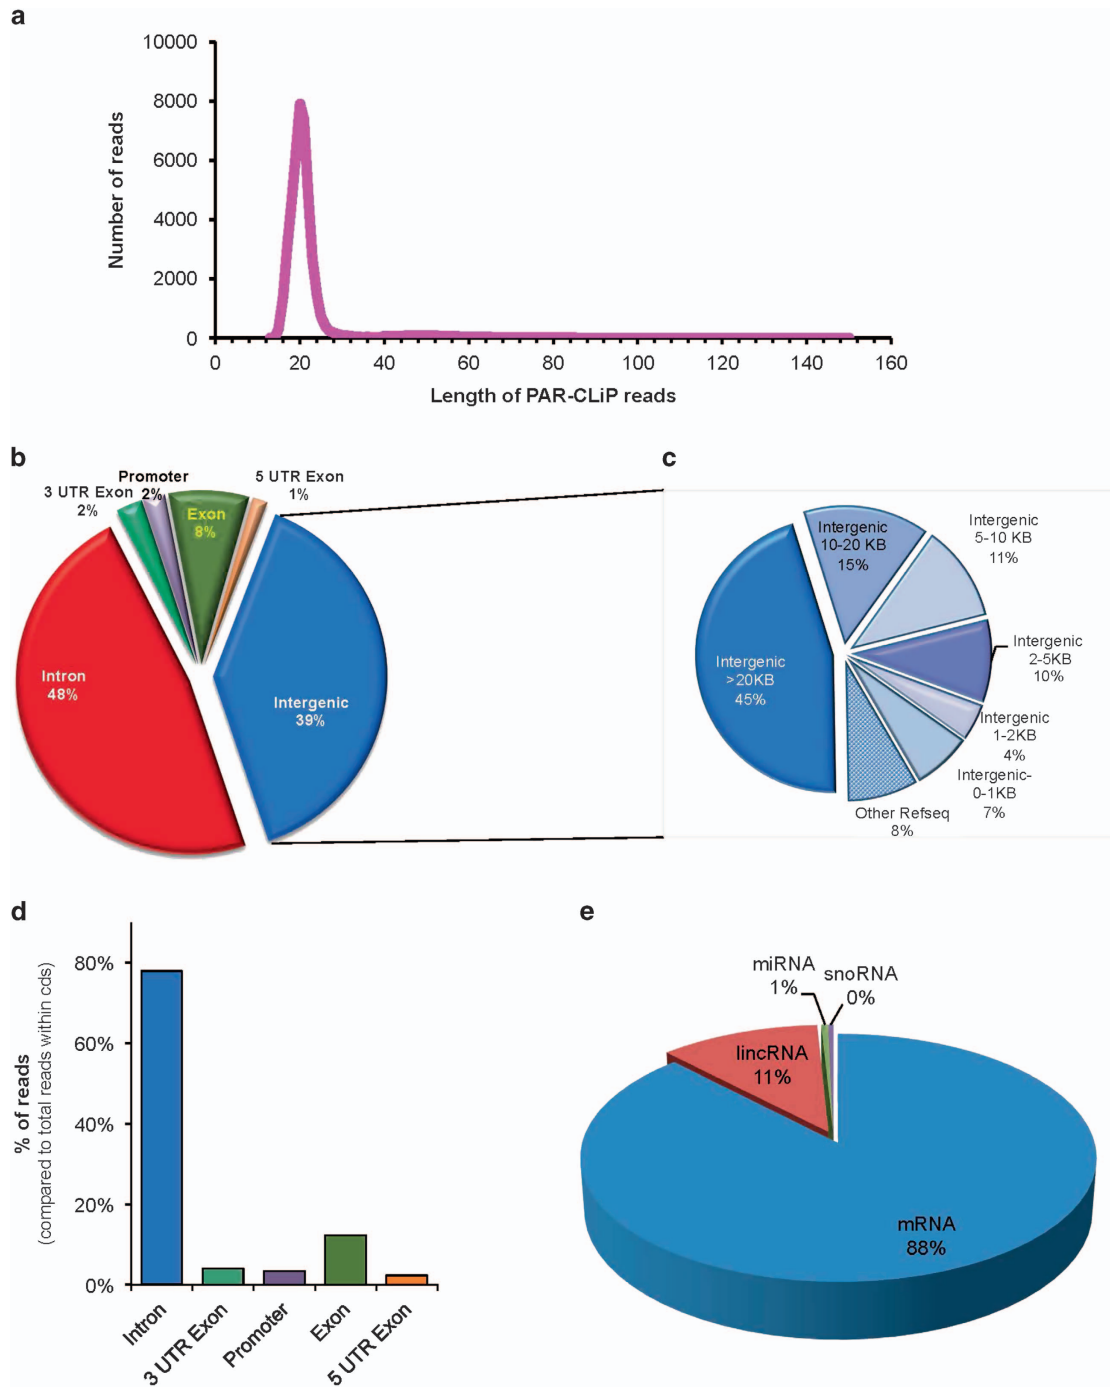 a
10000
8000
6000
4000
2000
0
Number of reads
0 20 40 60 80 100 120 140 160
Length of PAR-CLiP reads
b
Promoter
2%
3 UTR Exon
2%
5 UTR Exon
1%
Exon
8%
Intron
48%
Intergenic
39%
c
Intergenic
10-20 KB
15%
Intergenic
5-10 KB
11%
Intergenic
2-5KB
10%
Intergenic
>20KB
45%
Intergenic
1-2KB
4%
Intergenic-
0-1KB
7%
Other Refseq
8%
d
80%
60%
40%
20%
0%
% of reads
(compared to total reads within cds)
Intron
3 UTR Exon
Promoter
Exon
5 UTR Exon
e
miRNA
1%
snoRNA
0%
lincRNA
11%
mRNA
88%